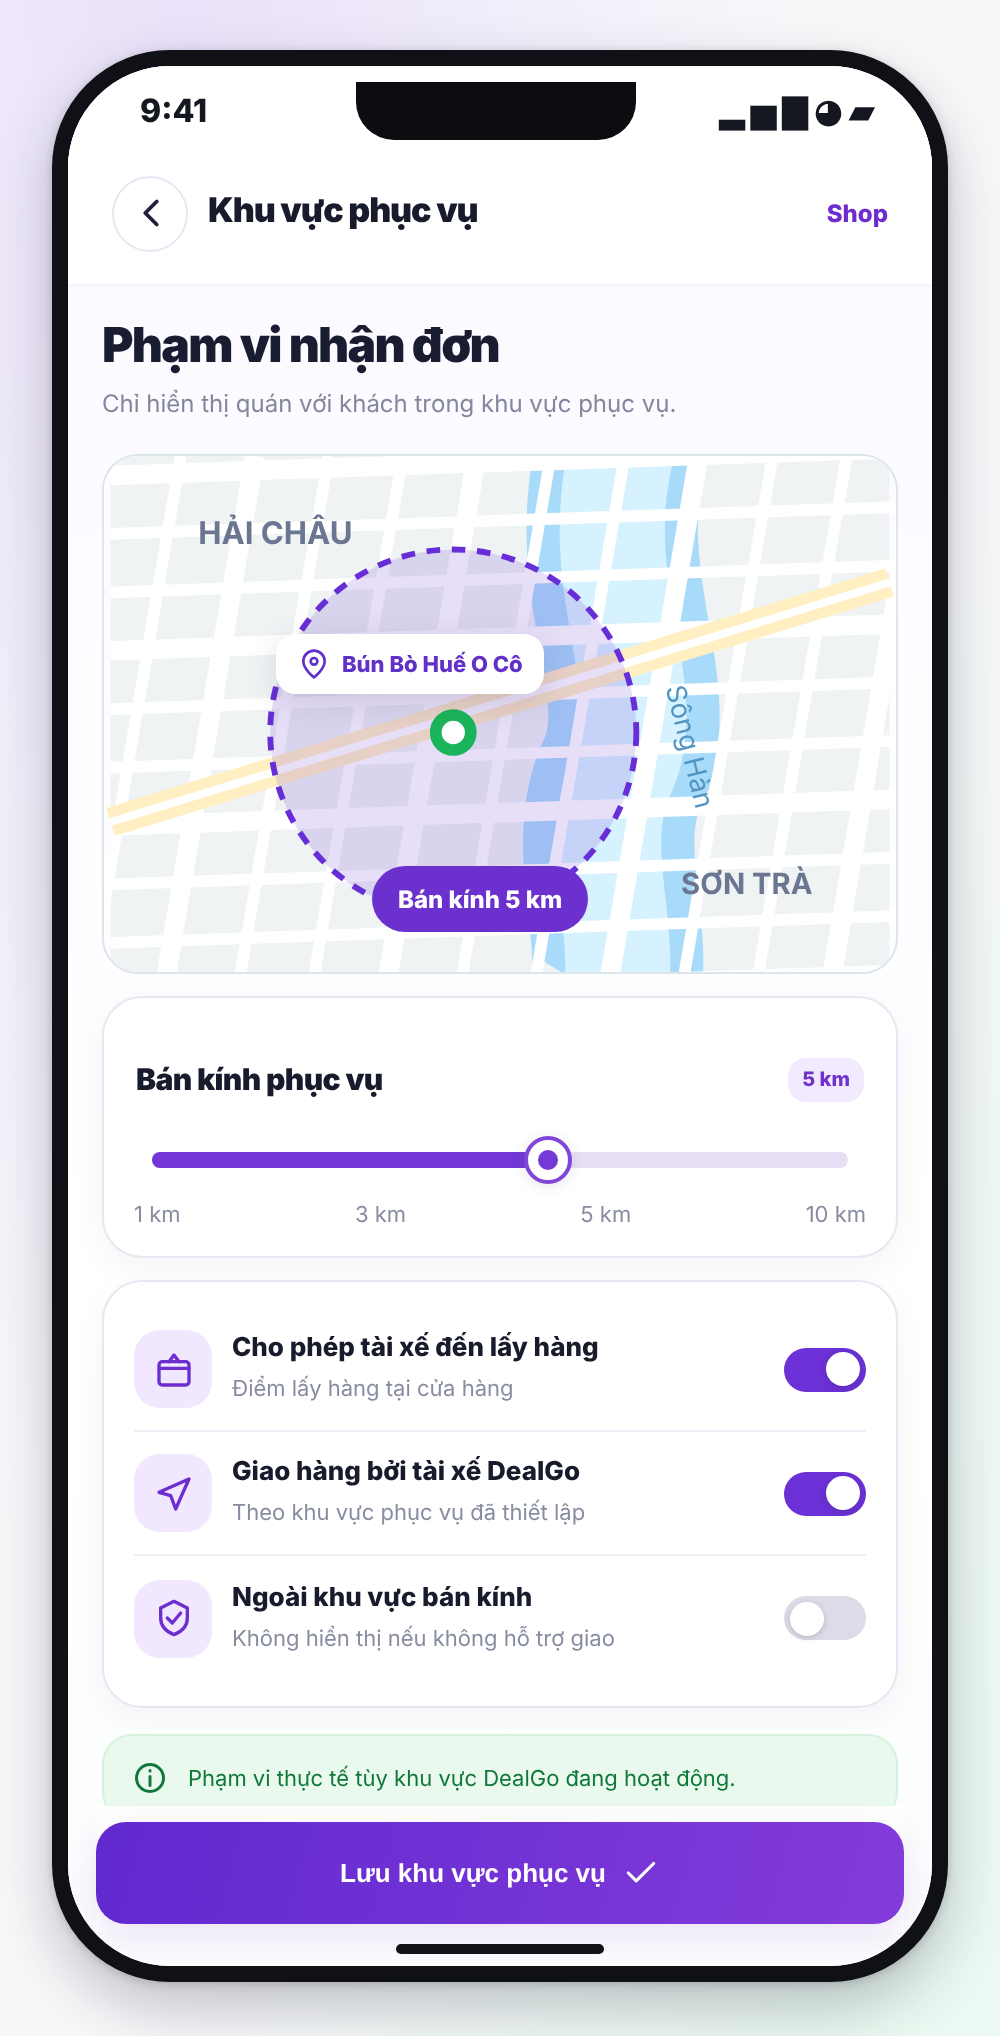 9:41
Khu vực phục vụ
Shop
Phạm vi nhận đơn
Chỉ hiển thị quán với khách trong khu vực phục vụ.
HẢI CHÂU
Bún Bò Huế O Cô
Sông Hàn
SƠN TRÀ
Bán kính 5 km
Bán kính phục vụ
5 km
1 km
3 km
5 km
10 km
Cho phép tài xế đến lấy hàng
Điểm lấy hàng tại cửa hàng
Giao hàng bởi tài xế DealGo
Theo khu vực phục vụ đã thiết lập
Ngoài khu vực bán kính
Không hiển thị nếu không hỗ trợ giao
Phạm vi thực tế tùy khu vực DealGo đang hoạt động.
Lưu khu vực phục vụ